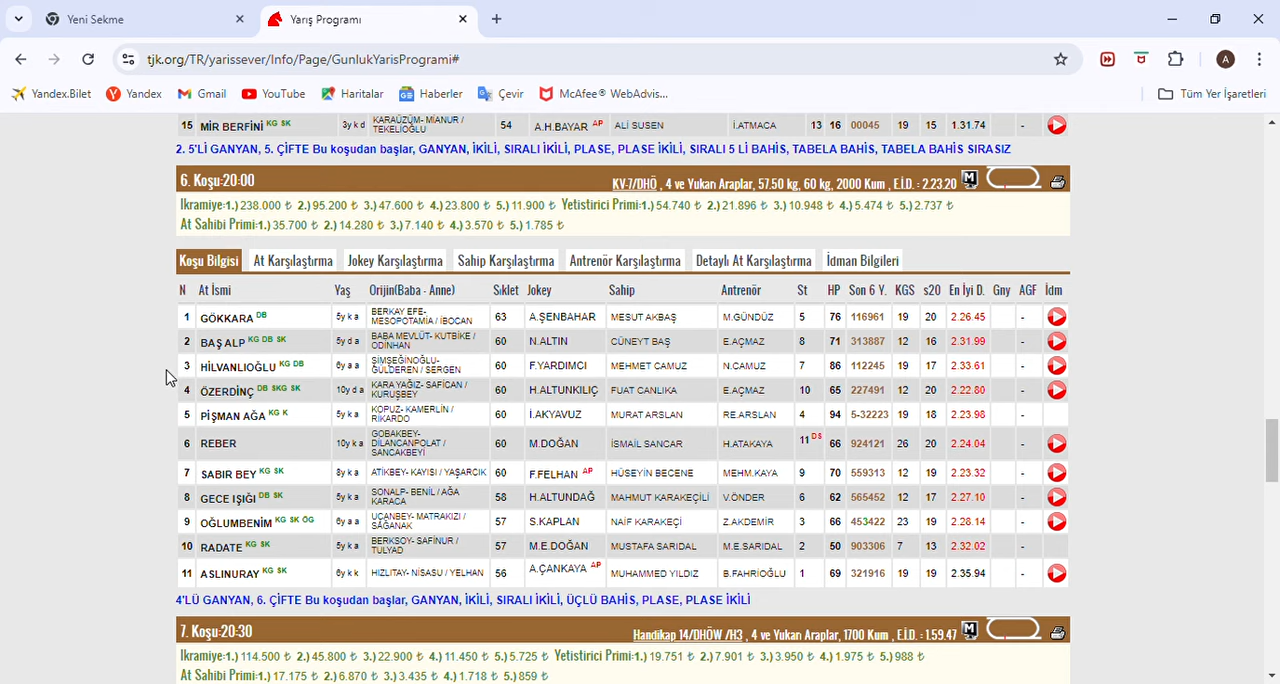 Yeni Sekme
Yarış Programı
tjk.org/TR/yarissever/Info/Page/GunlukYarisProgrami#
A
Yandex.Bilet Yandex Gmail YouTube Haritalar Haberler Çevir McAfee® WebAdvis... Tüm Yer İşaretleri
15 MİR BERFİNİ KG SK 3y k d KARAÜZÜM- MİANUR / TEKELİOĞLU 54 A.H.BAYAR AP ALİ SUSEN İ.ATMACA 13 16 00045 19 15 1.31.74 -
2. 5'Lİ GANYAN, 5. ÇİFTE Bu koşudan başlar, GANYAN, İKİLİ, SIRALI İKİLİ, PLASE, PLASE İKİLİ, SIRALI 5 Lİ BAHİS, TABELA BAHİS, TABELA BAHİS SIRASIZ
6. Koşu:20:00 KV-7/DHÖ , 4 ve Yukarı Araplar, 57.50 kg, 60 kg, 2000 Kum , E.İ.D. : 2.23.20 M
Ikramiye:1.) 238.000 ₺ 2.) 95.200 ₺ 3.) 47.600 ₺ 4.) 23.800 ₺ 5.) 11.900 ₺ Yetistirici Primi:1.) 54.740 ₺ 2.) 21.896 ₺ 3.) 10.948 ₺ 4.) 5.474 ₺ 5.) 2.737 ₺
At Sahibi Primi:1.) 35.700 ₺ 2.) 14.280 ₺ 3.) 7.140 ₺ 4.) 3.570 ₺ 5.) 1.785 ₺
Koşu Bilgisi At Karşılaştırma Jokey Karşılaştırma Sahip Karşılaştırma Antrenör Karşılaştırma Detaylı At Karşılaştırma İdman Bilgileri
N At İsmi Yaş Orijin(Baba - Anne) Sıklet Jokey Sahip Antrenör St HP Son 6 Y. KGS s20 En İyi D. Gny AGF İdm
1 GÖKKARA DB 5y k a BERKAY EFE- MESOPOTAMİA / İBOCAN 63 A.ŞENBAHAR MESUT AKBAŞ M.GÜNDÜZ 5 76 116961 19 20 2.26.45 -
2 BAŞ ALP KG DB SK 5y d a BABA MEVLÜT- KUTBİKE / ODİNHAN 60 N.ALTIN CÜNEYT BAŞ E.AÇMAZ 8 71 313887 12 16 2.31.99 -
3 HİLVANLIOĞLU KG DB 6y a a ŞİMŞEĞİNOĞLU- GÜLDEREN / SERGEN 60 F.YARDIMCI MEHMET CAMUZ N.CAMUZ 7 86 112245 19 17 2.33.61 -
4 ÖZERDİNÇ DB SKG SK 10y d a KARA YAĞIZ- SAFİCAN / KURUŞBEY 60 H.ALTUNKILIÇ FUAT CANLIKA E.AÇMAZ 10 65 227491 12 20 2.22.80 -
5 PİŞMAN AĞA KG K 5y k a KOPUZ- KAMERLİN / RİKARDO 60 İ.AKYAVUZ MURAT ARSLAN RE.ARSLAN 4 94 5-32223 19 18 2.23.98 -
6 REBER 10y k a GOBAKBEY- DİLANCANPOLAT / SANCAKBEYİ 60 M.DOĞAN İSMAİL SANCAR H.ATAKAYA 11 DS 66 924121 26 20 2.24.04 -
7 SABIR BEY KG SK 8y k a ATİKBEY- KAYISI / YAŞARCIK 60 F.FELHAN AP HÜSEYİN BECENE MEHM.KAYA 9 70 559313 12 19 2.23.32 -
8 GECE IŞIĞI DB SK 5y k a SONALP- BENİL / AĞA KARACA 58 H.ALTUNDAĞ MAHMUT KARAKEÇİLİ V.ÖNDER 6 62 565452 12 17 2.27.10 -
9 OĞLUMBENİM KG SK ÖG 6y a a UÇANBEY- MATRAKIZI / SAĞANAK 57 S.KAPLAN NAİF KARAKEÇİ Z.AKDEMİR 3 66 453422 23 19 2.28.14 -
10 RADATE KG SK 5y k a BERKSOY- SAFİNUR / TULYAD 57 M.E.DOĞAN MUSTAFA SARIDAL M.E.SARIDAL 2 50 903306 7 13 2.32.02 -
11 ASLINURAY KG SK 6y k k HIZLITAY- NİSASU / YELHAN 56 A.ÇANKAYA AP MUHAMMED YILDIZ B.FAHRİOĞLU 1 69 321916 19 19 2.35.94 -
4'LÜ GANYAN, 6. ÇİFTE Bu koşudan başlar, GANYAN, İKİLİ, SIRALI İKİLİ, ÜÇLÜ BAHİS, PLASE, PLASE İKİLİ
7. Koşu:20:30 Handikap 14/DHÖW /H3 , 4 ve Yukarı Araplar, 1700 Kum , E.İ.D. : 1.59.47 M
Ikramiye:1.) 114.500 ₺ 2.) 45.800 ₺ 3.) 22.900 ₺ 4.) 11.450 ₺ 5.) 5.725 ₺ Yetistirici Primi:1.) 19.751 ₺ 2.) 7.901 ₺ 3.) 3.950 ₺ 4.) 1.975 ₺ 5.) 988 ₺
At Sahibi Primi:1.) 17.175 ₺ 2.) 6.870 ₺ 3.) 3.435 ₺ 4.) 1.718 ₺ 5.) 859 ₺